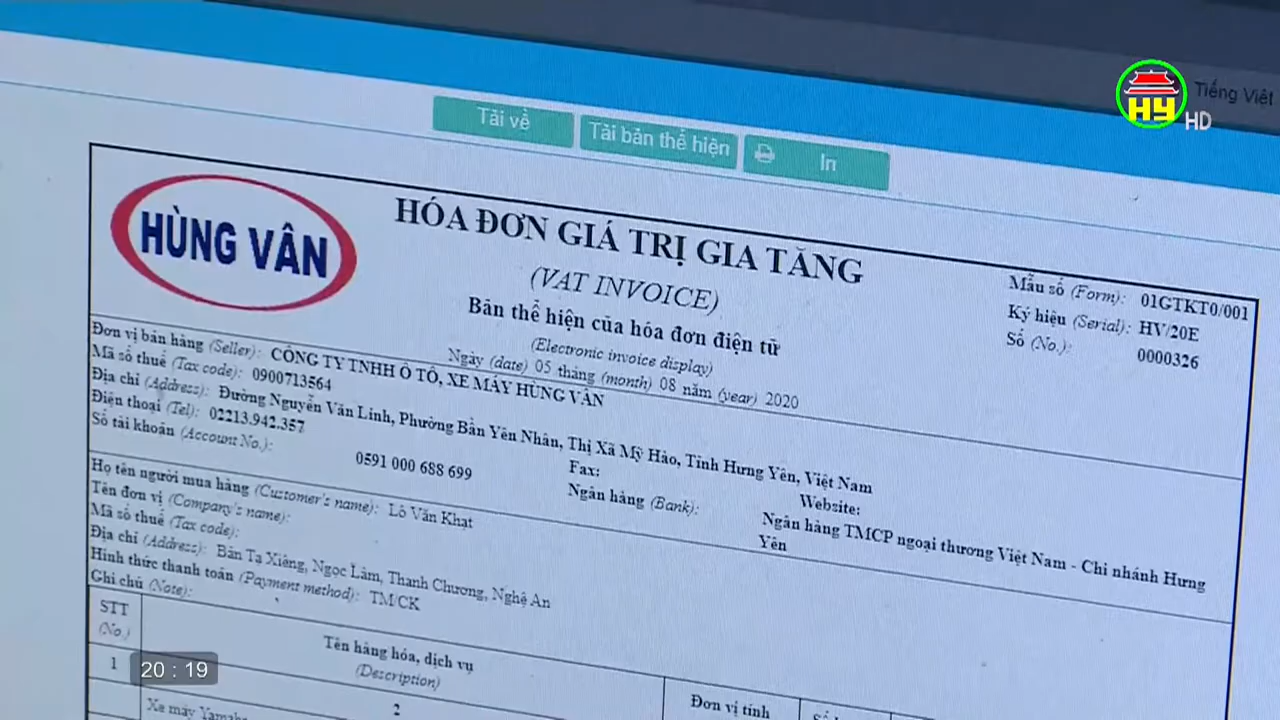 Tiếng Việt
HY HD
Tải về
Tải bản thể hiện
In
HÙNG VÂN
HÓA ĐƠN GIÁ TRỊ GIA TĂNG
(VAT INVOICE)
Bản thể hiện của hóa đơn điện tử
(Electronic invoice display)
Ngày (date) 05 tháng (month) 08 năm (year) 2020
Mẫu số (Form): 01GTKT0/001
Ký hiệu (Serial): HV/20E
Số (No.): 0000326
Đơn vị bán hàng (Seller): CÔNG TY TNHH Ô TÔ, XE MÁY HÙNG VÂN
Mã số thuế (Tax code): 0900713564
Địa chỉ (Address): Đường Nguyễn Văn Linh, Phường Bần Yên Nhân, Thị Xã Mỹ Hào, Tỉnh Hưng Yên, Việt Nam
Điện thoại (Tel): 02213.942.357 Fax: Website:
Số tài khoản (Account No.): 0591 000 688 699 Ngân hàng (Bank): Ngân hàng TMCP ngoại thương Việt Nam - Chi nhánh Hưng
Yên
Họ tên người mua hàng (Customer's name): Lô Văn Khạt
Tên đơn vị (Company's name):
Mã số thuế (Tax code):
Địa chỉ (Address): Bản Tạ Xiêng, Ngọc Lâm, Thanh Chương, Nghệ An
Hình thức thanh toán (Payment method): TM/CK
Ghi chú (Note):
STT
(No.)
Tên hàng hóa, dịch vụ
(Description)
Đơn vị tính
1
2
20 : 19
Xe máy